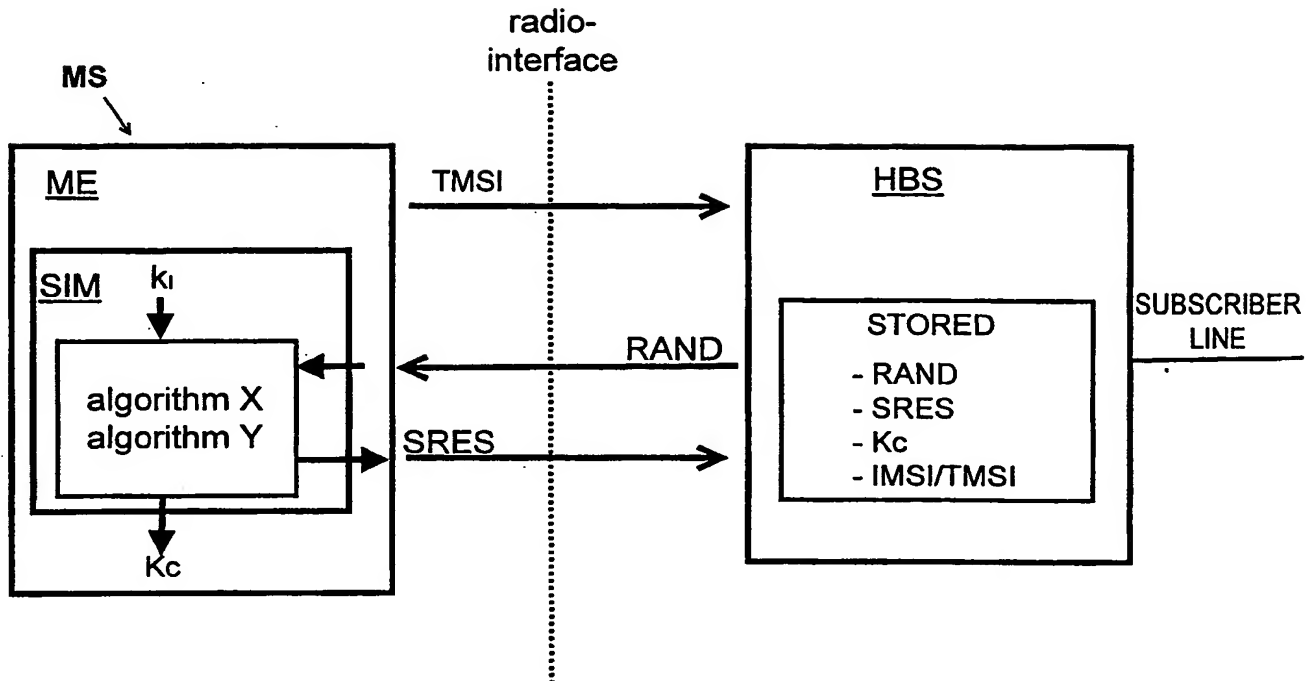 radio-
interface
MS
ME
TMSI
HBS
SIM
kI
algorithm X
algorithm Y
Kc
RAND
SRES
STORED
- RAND
- SRES
- Kc
- IMSI/TMSI
SUBSCRIBER
LINE